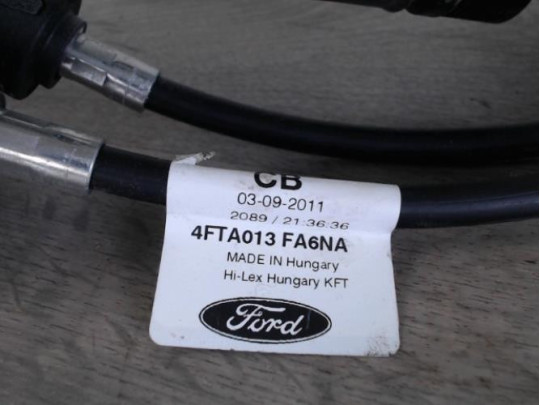 CB
03-09-2011
2089 / 21:36:36
4FTA013 FA6NA
MADE IN Hungary
Hi-Lex Hungary KFT
Ford